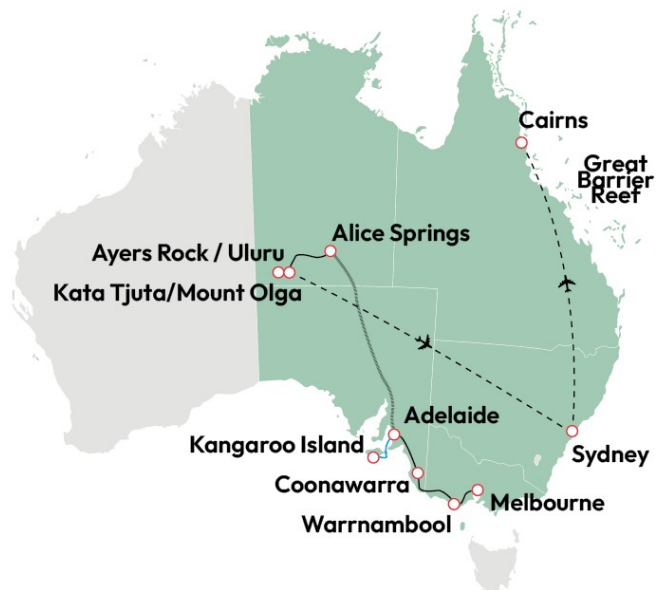 Cairns
Great
Barrier
Reef
Alice Springs
Ayers Rock / Uluru
Kata Tjuta/Mount Olga
Adelaide
Kangaroo Island
Sydney
Coonawarra
Melbourne
Warrnambool